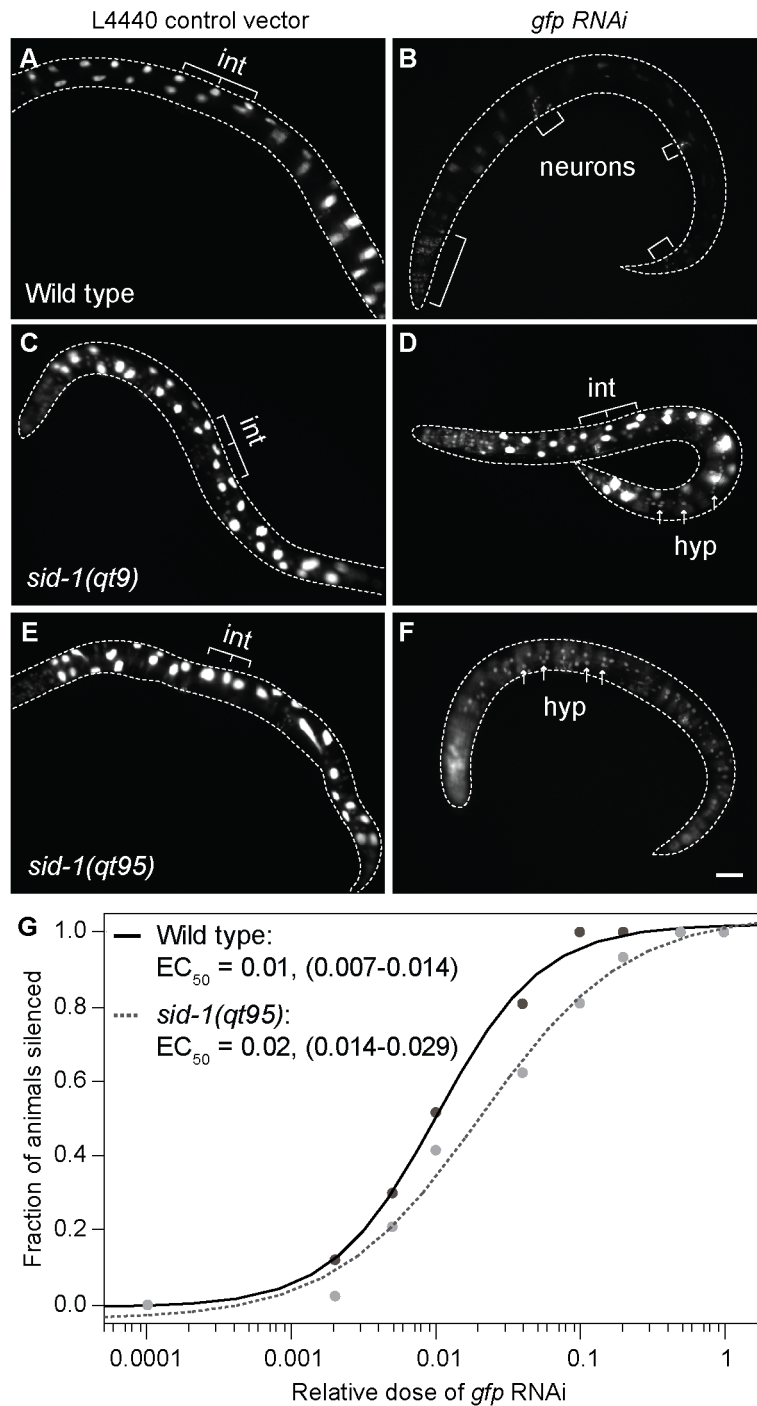 L4440 control vector
gfp RNAi
A
int
Wild type
B
neurons
C
int
sid-1(qt9)
D
int
hyp
E
int
sid-1(qt95)
F
hyp
G
Wild type:
EC50 = 0.01, (0.007-0.014)
sid-1(qt95):
EC50 = 0.02, (0.014-0.029)
Fraction of animals silenced
1.0
0.8
0.6
0.4
0.2
0.0
0.0001
0.001
0.01
0.1
1
Relative dose of gfp RNAi